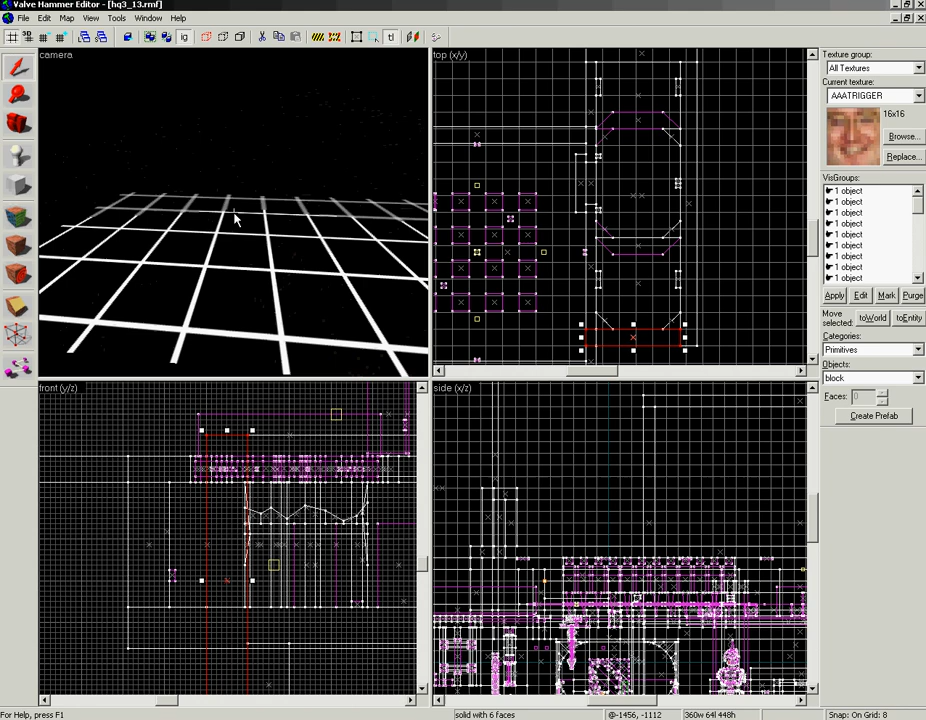 Valve Hammer Editor - [hq3_13.rmf]
File Edit Map View Tools Window Help
3D
ig
tl
camera
top (x/y)
front (y/z)
side (x/z)
Texture group:
All Textures
Current texture:
AAATRIGGER
16x16
Browse...
Replace...
VisGroups:
1 object
1 object
1 object
1 object
1 object
1 object
1 object
1 object
1 object
Apply Edit Mark Purge
Move selected:
toWorld toEntity
Categories:
Primitives
Objects:
block
Faces: 0
Create Prefab
For Help, press F1
solid with 6 faces
@-1456, -1112
360w 64l 448h
Snap: On Grid: 8